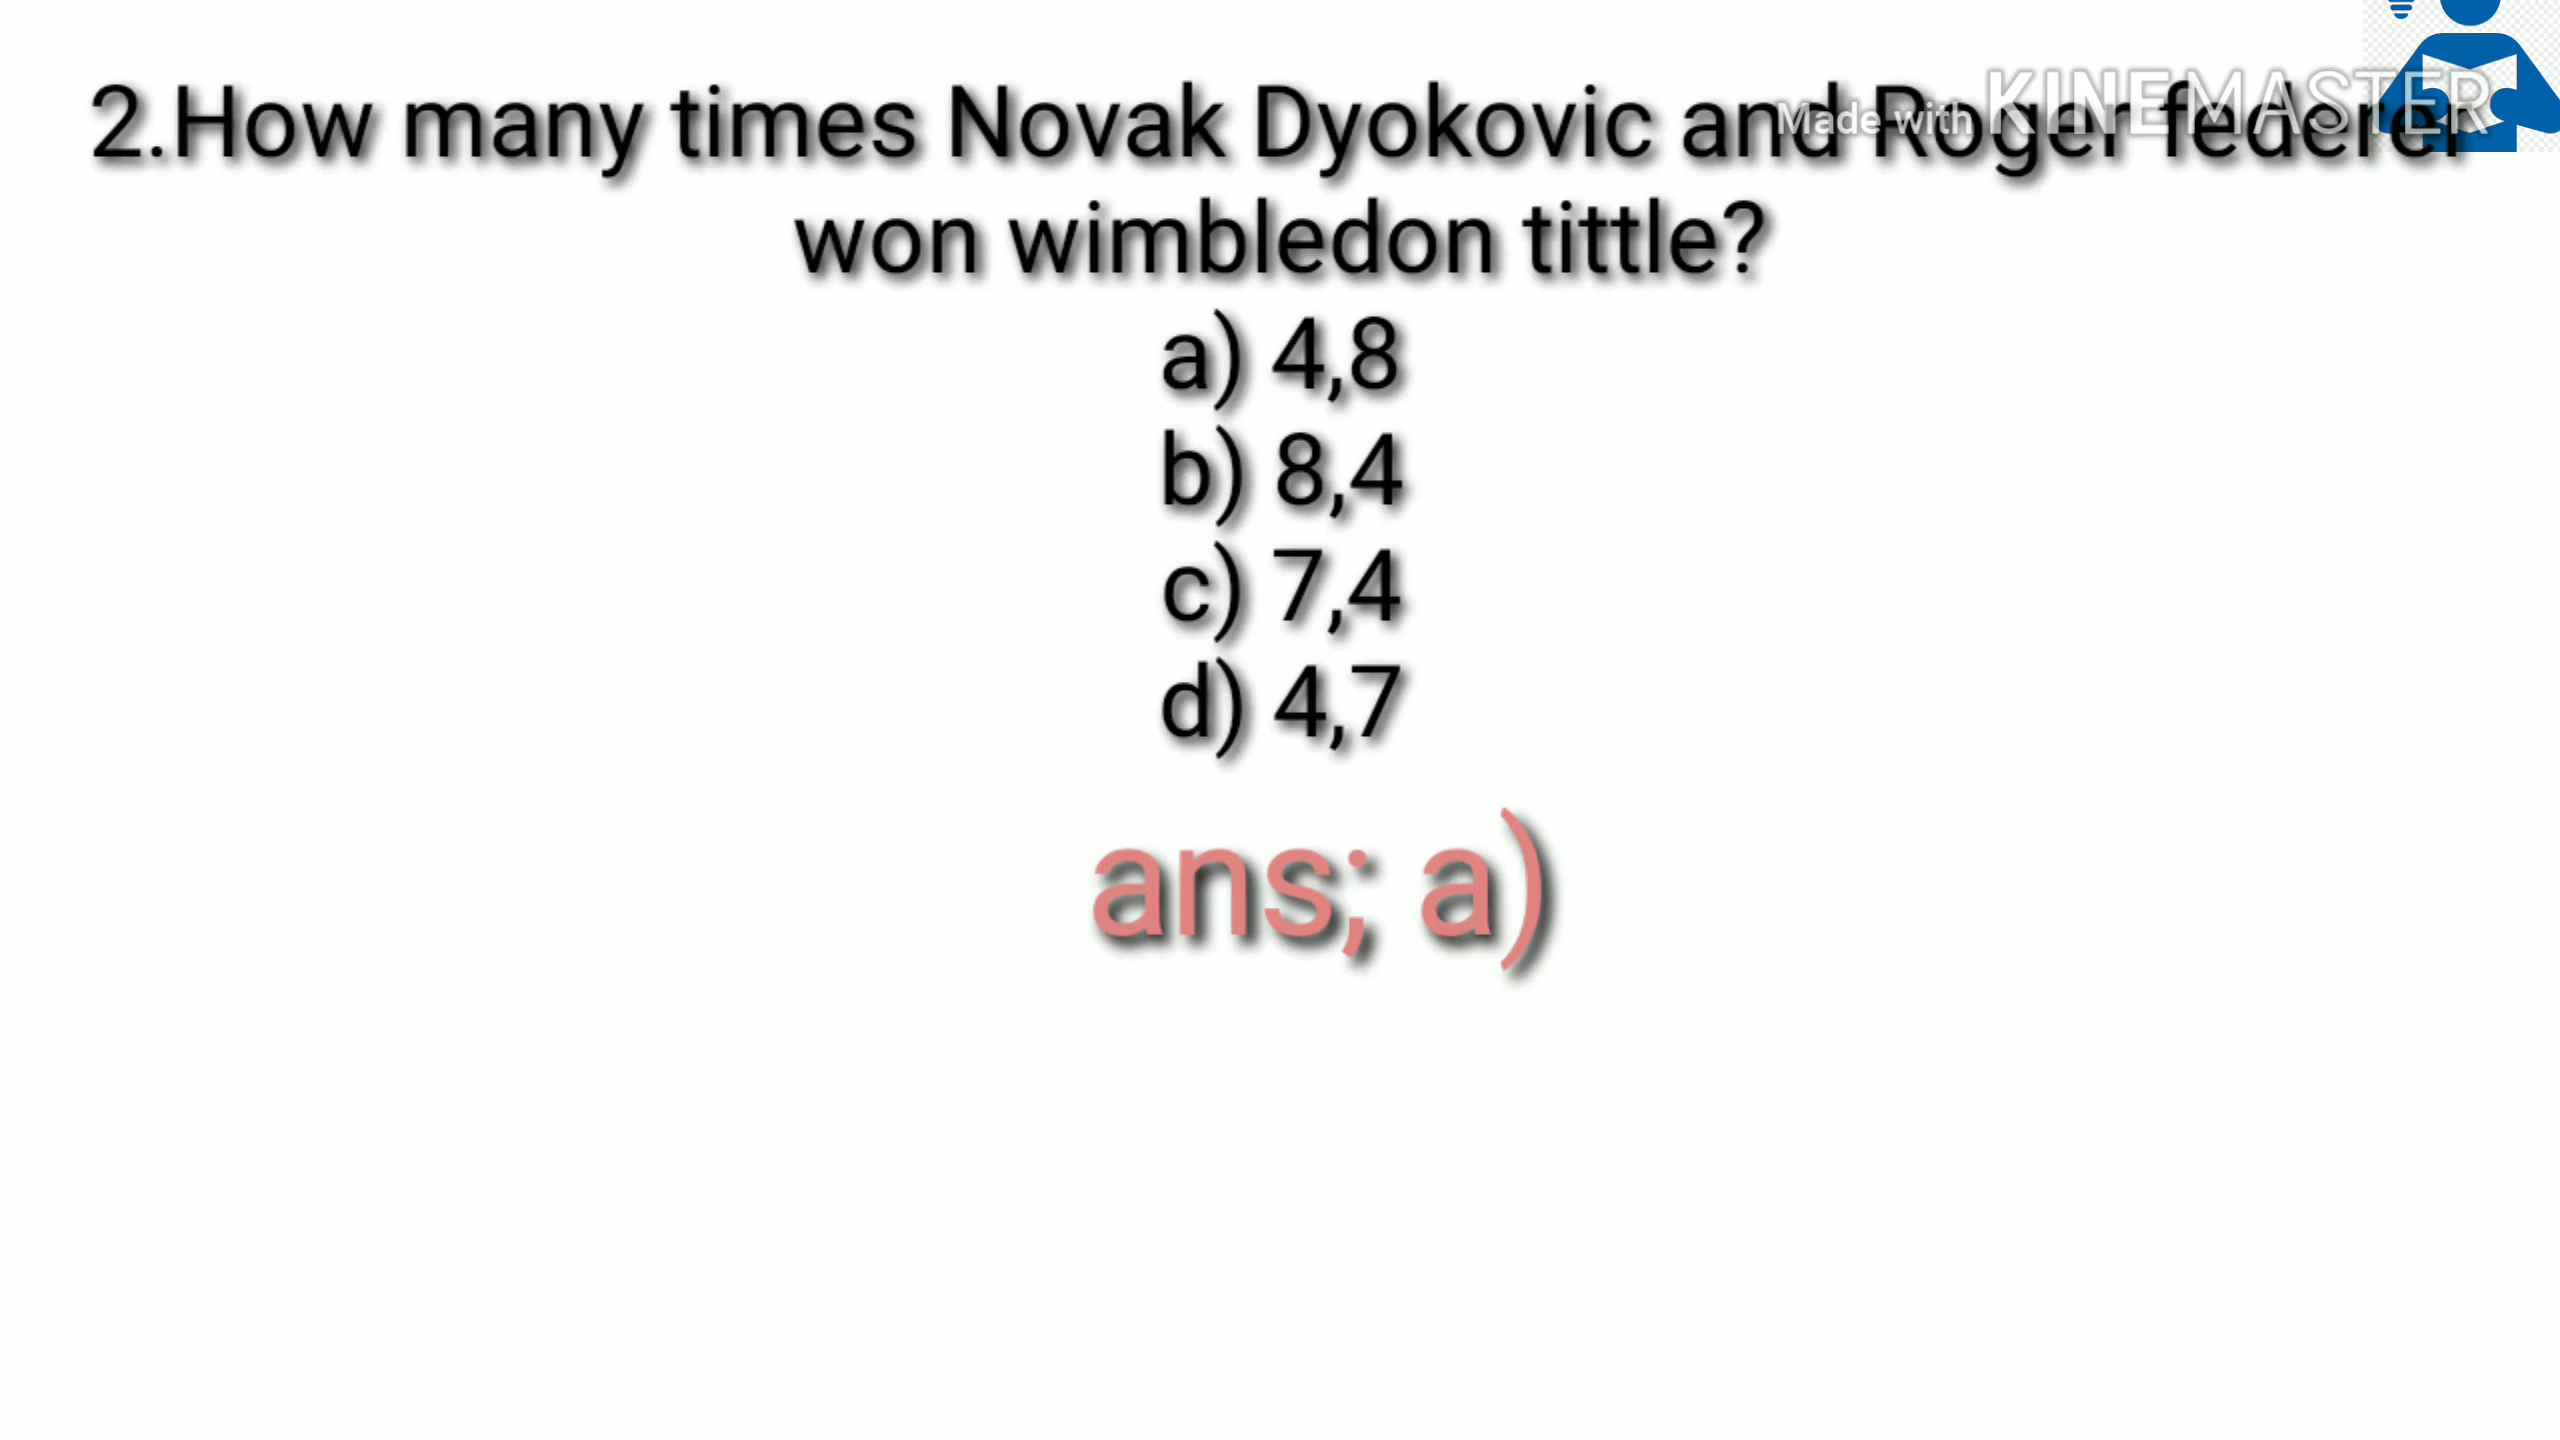 2.How many times Novak Dyokovic and Roger federer
Made with KINEMASTER
won wimbledon tittle?
a) 4,8
b) 8,4
c) 7,4
d) 4,7
ans; a)